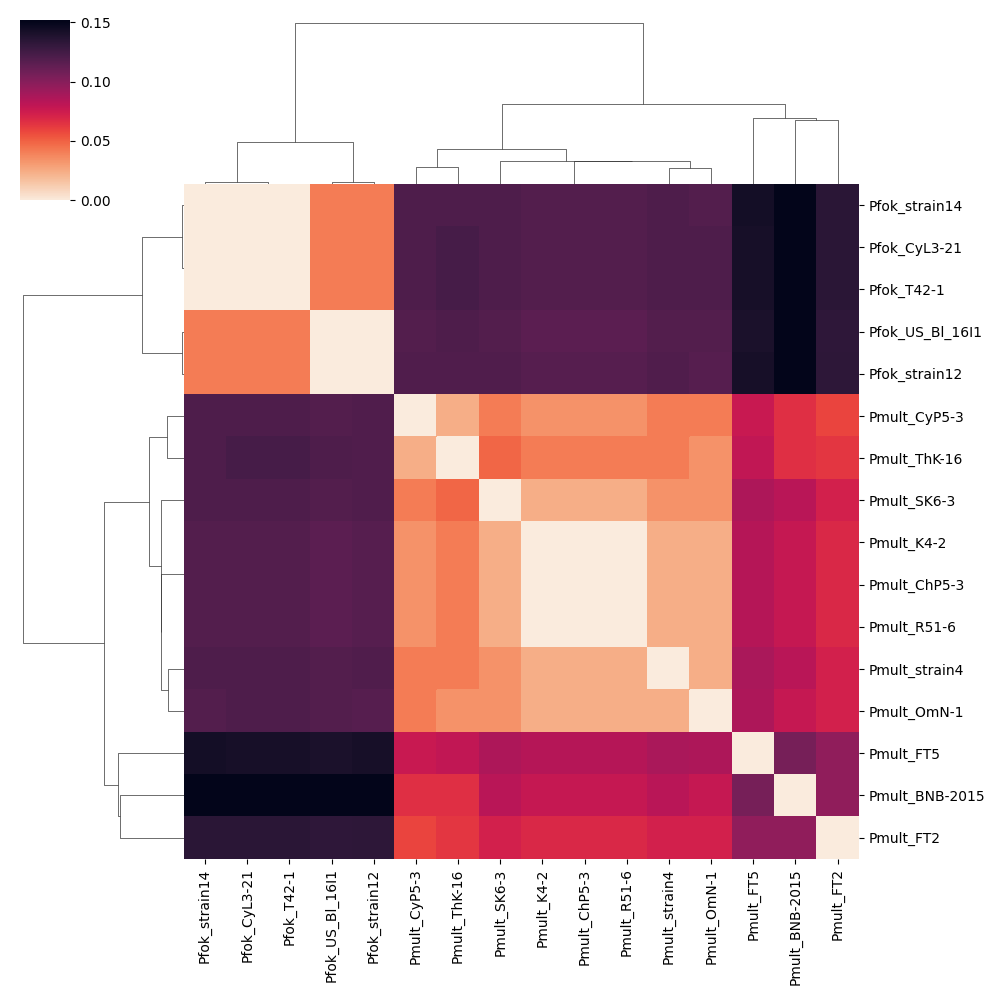 0.15
0.10
0.05
0.00
Pfok_strain14
Pfok_CyL3-21
Pfok_T42-1
Pfok_US_Bl_16I1
Pfok_strain12
Pmult_CyP5-3
Pmult_ThK-16
Pmult_SK6-3
Pmult_K4-2
Pmult_ChP5-3
Pmult_R51-6
Pmult_strain4
Pmult_OmN-1
Pmult_FT5
Pmult_BNB-2015
Pmult_FT2
Pfok_strain14
Pfok_CyL3-21
Pfok_T42-1
Pfok_US_Bl_16I1
Pfok_strain12
Pmult_CyP5-3
Pmult_ThK-16
Pmult_SK6-3
Pmult_K4-2
Pmult_ChP5-3
Pmult_R51-6
Pmult_strain4
Pmult_OmN-1
Pmult_FT5
Pmult_BNB-2015
Pmult_FT2